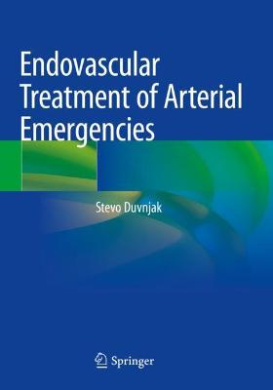 Endovascular
Treatment of Arterial
Emergencies
Stevo Duvnjak
Springer